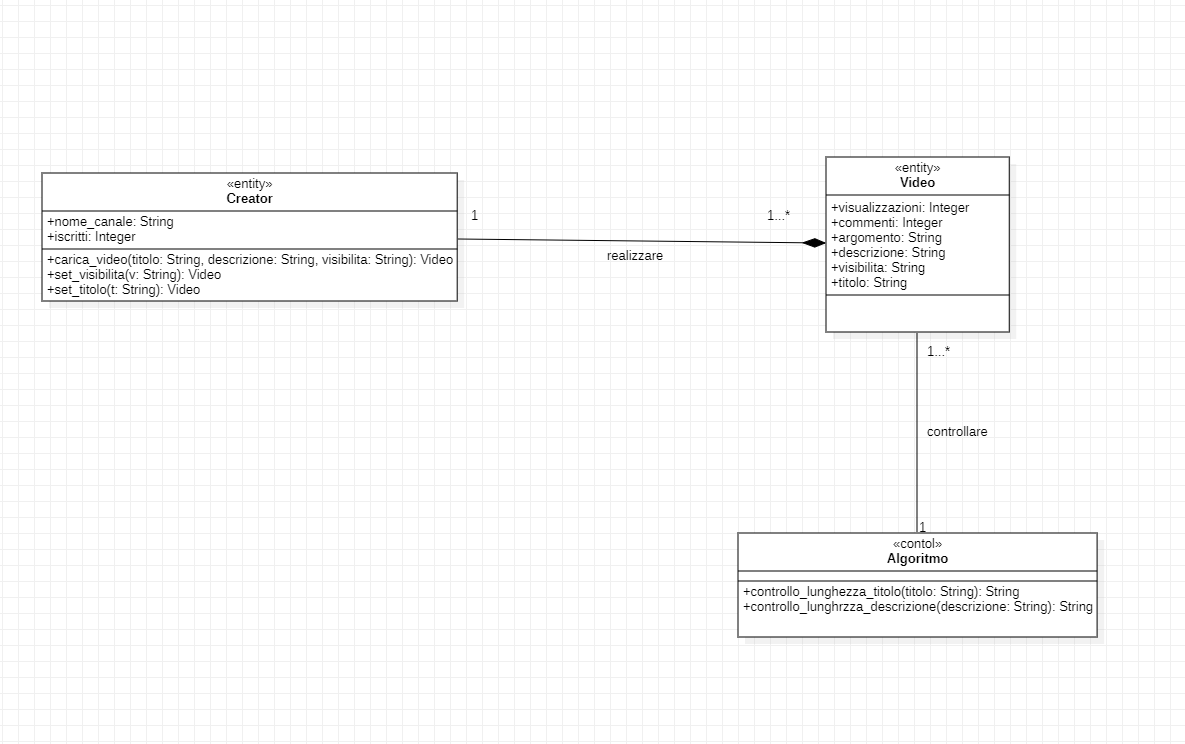 «entity»
Creator
+nome_canale: String
+iscritti: Integer
+carica_video(titolo: String, descrizione: String, visibilita: String): Video
+set_visibilita(v: String): Video
+set_titolo(t: String): Video
1
1...*
realizzare
«entity»
Video
+visualizzazioni: Integer
+commenti: Integer
+argomento: String
+descrizione: String
+visibilita: String
+titolo: String
1...*
controllare
1
«contol»
Algoritmo
+controllo_lunghezza_titolo(titolo: String): String
+controllo_lunghrzza_descrizione(descrizione: String): String